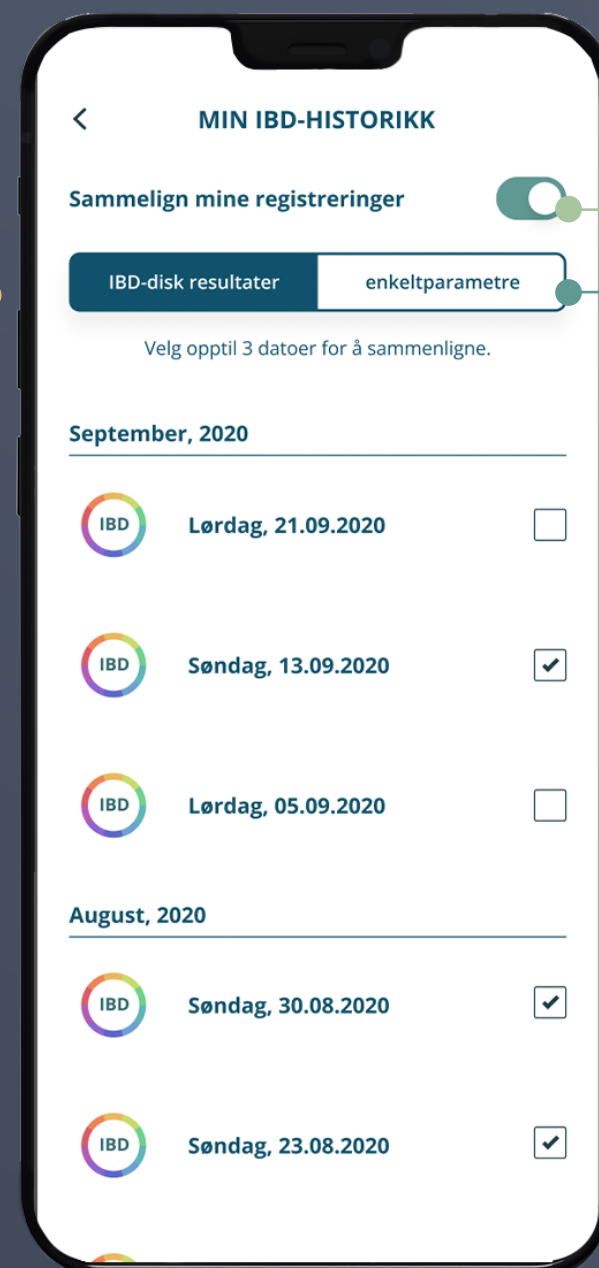 MIN IBD-HISTORIKK
Sammelign mine registreringer
IBD-disk resultater enkeltparametre
Velg opptil 3 datoer for å sammenligne.
September, 2020
IBD Lørdag, 21.09.2020
IBD Søndag, 13.09.2020
IBD Lørdag, 05.09.2020
August, 2020
IBD Søndag, 30.08.2020
IBD Søndag, 23.08.2020